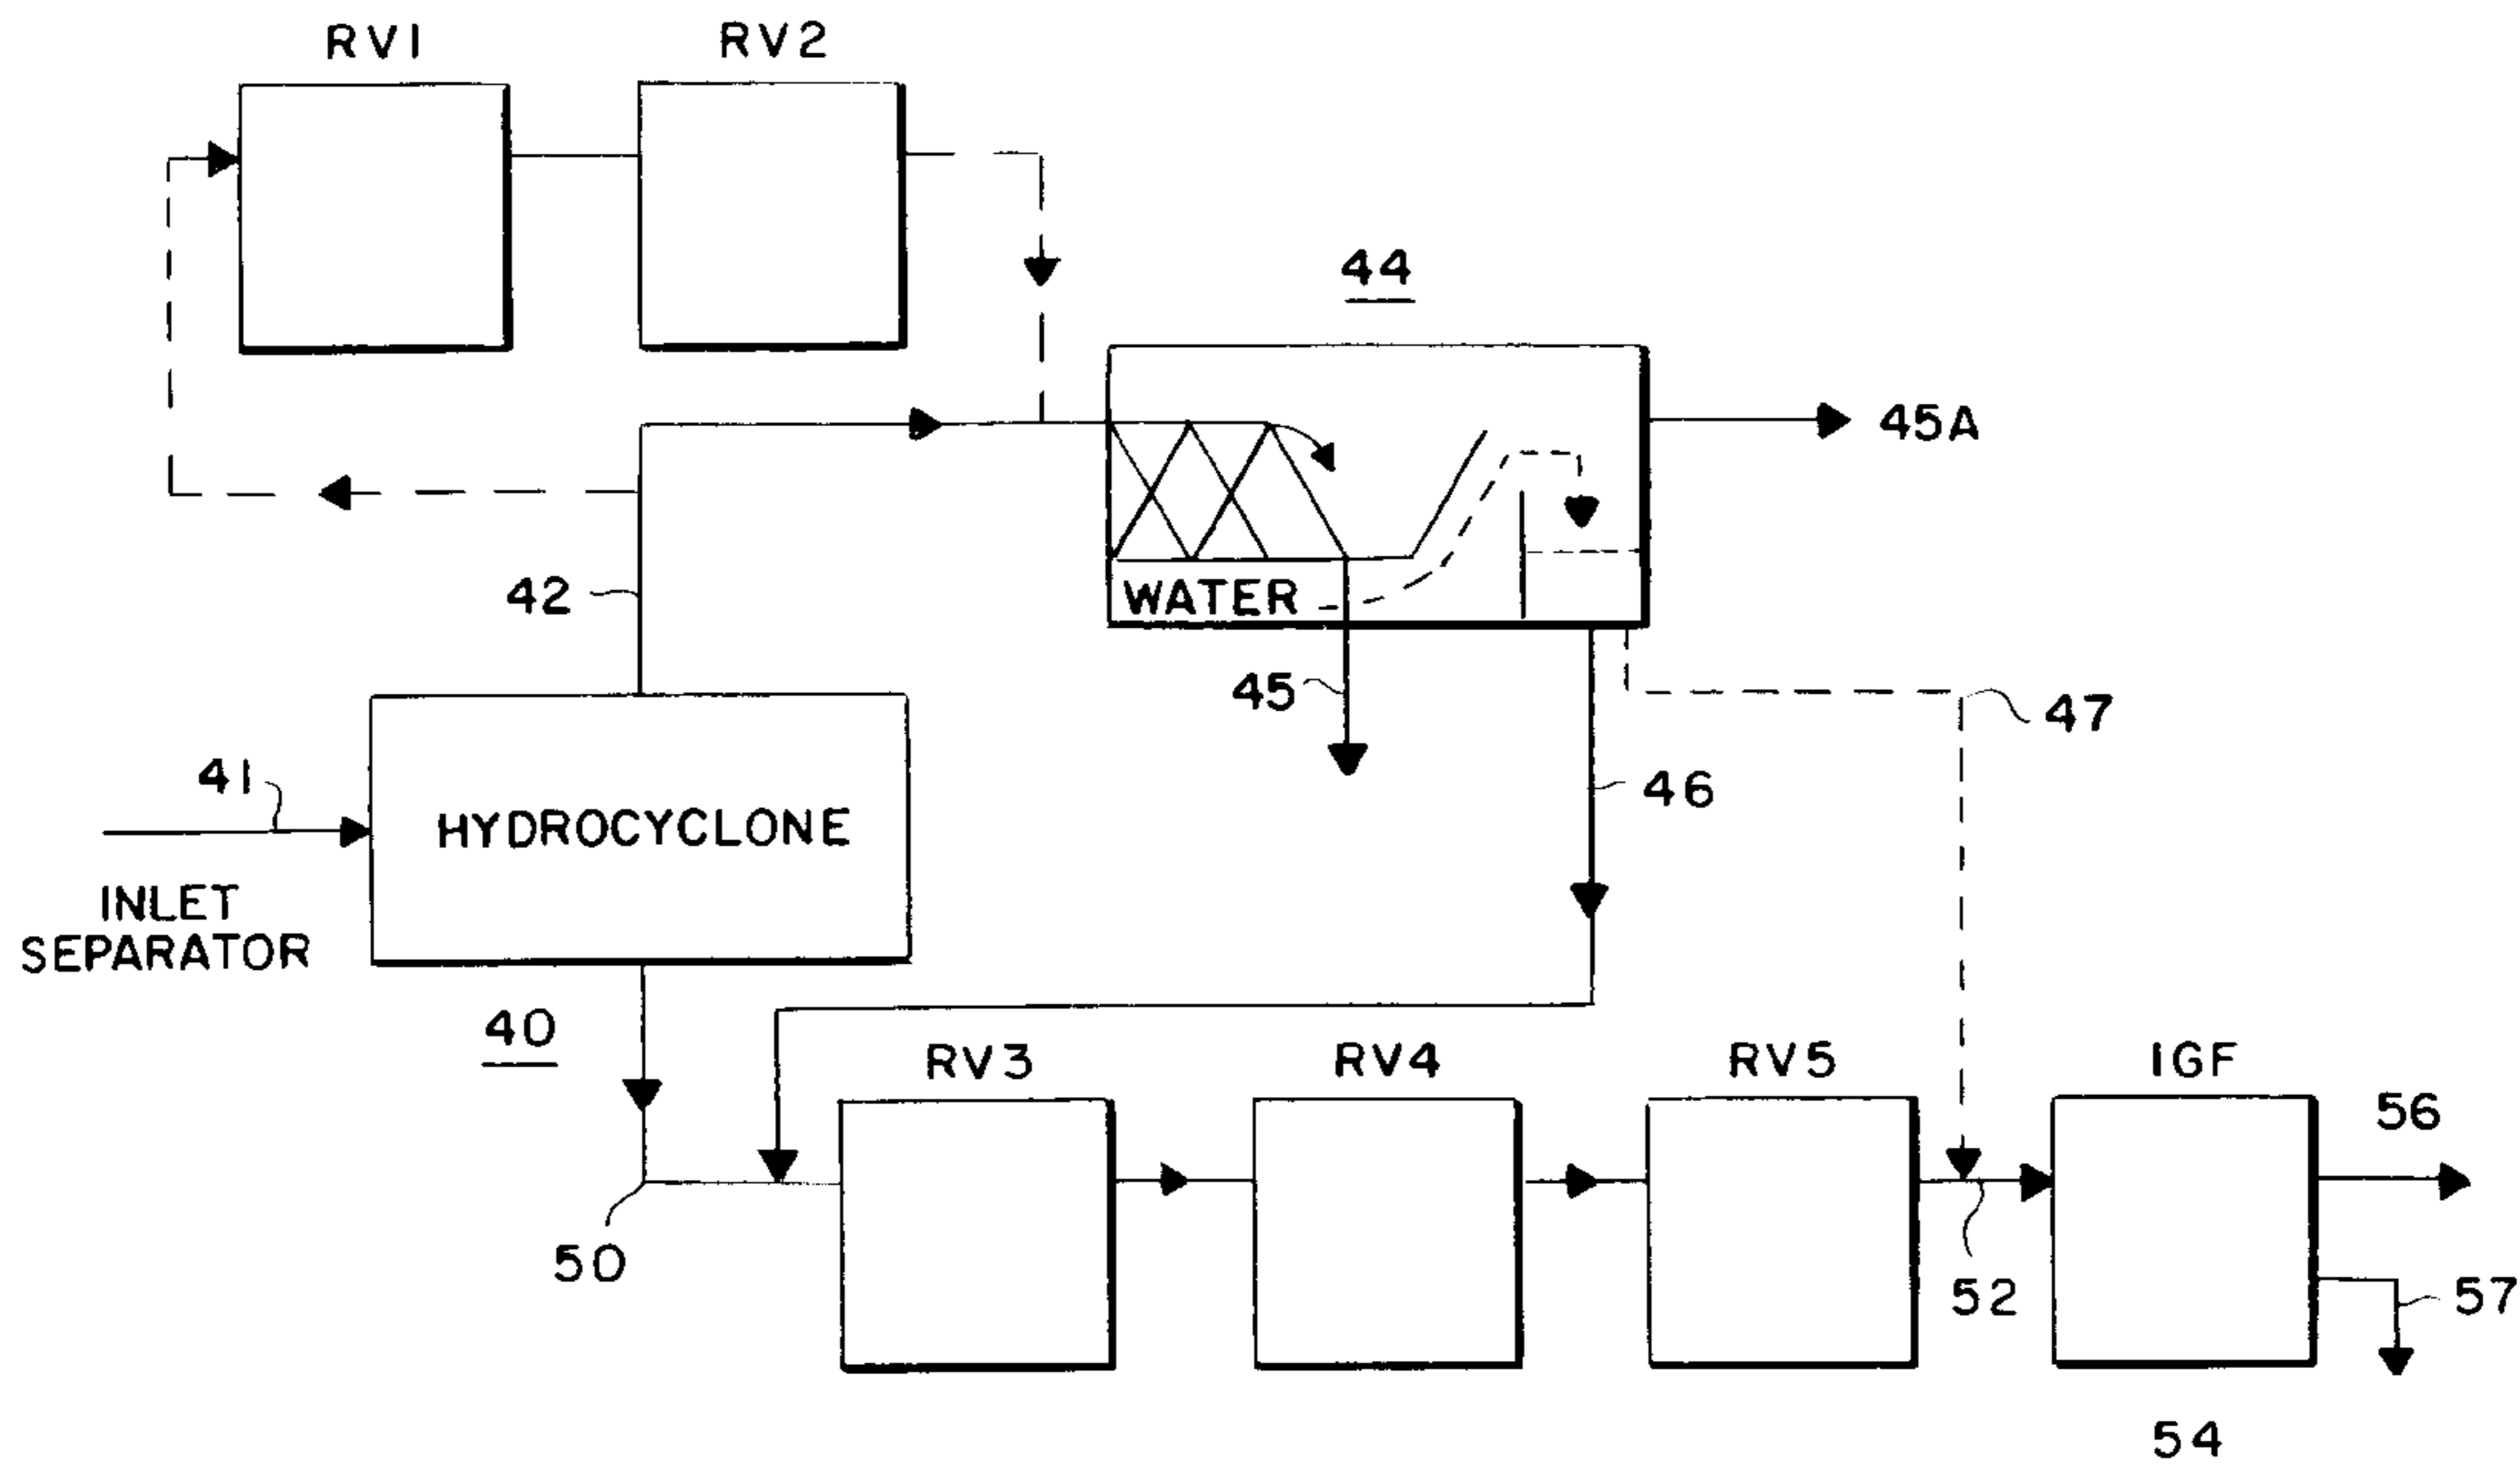 RV1
RV2
44
45A
42
WATER
45
47
41
46
HYDROCYCLONE
INLET
SEPARATOR
40
RV3
RV4
RV5
IGF
56
50
52
57
54